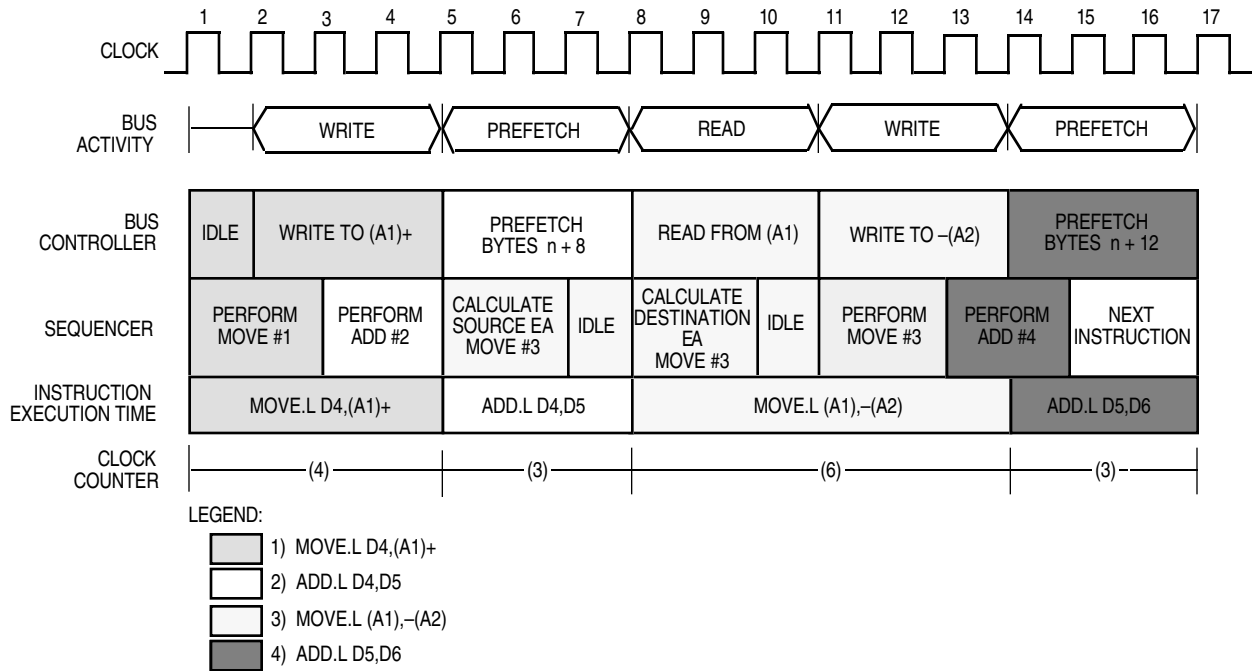 1 2 3 4 5 6 7 8 9 10 11 12 13 14 15 16 17
CLOCK
BUS
ACTIVITY
WRITE PREFETCH READ WRITE PREFETCH
BUS
CONTROLLER
IDLE
WRITE TO (A1)+
PREFETCH
BYTES n + 8
READ FROM (A1)
WRITE TO –(A2)
PREFETCH
BYTES n + 12
SEQUENCER
PERFORM
MOVE #1
PERFORM
ADD #2
CALCULATE
SOURCE EA
MOVE #3
IDLE
CALCULATE
DESTINATION
EA
MOVE #3
IDLE
PERFORM
MOVE #3
PERFORM
ADD #4
NEXT
INSTRUCTION
INSTRUCTION
EXECUTION TIME
MOVE.L D4,(A1)+
ADD.L D4,D5
MOVE.L (A1),–(A2)
ADD.L D5,D6
CLOCK
COUNTER
(4) (3) (6) (3)
LEGEND:
1) MOVE.L D4,(A1)+
2) ADD.L D4,D5
3) MOVE.L (A1),–(A2)
4) ADD.L D5,D6